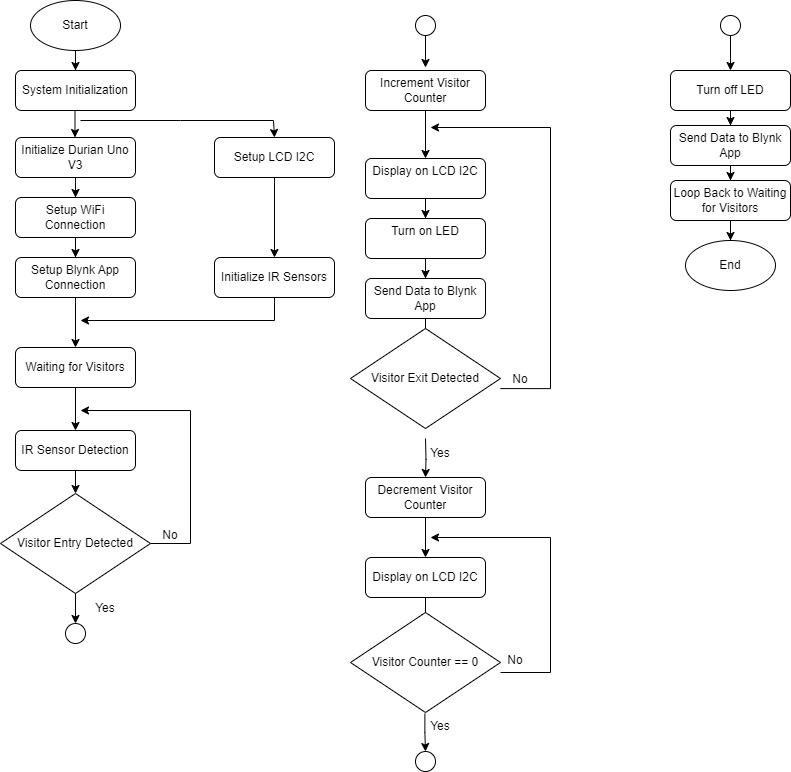 Start
System Initialization
Initialize Durian Uno
V3
Setup LCD I2C
Setup WiFi
Connection
Setup Blynk App
Connection
Initialize IR Sensors
Waiting for Visitors
IR Sensor Detection
Visitor Entry Detected
No
Yes
Increment Visitor
Counter
Display on LCD I2C
Turn on LED
Send Data to Blynk
App
Visitor Exit Detected
No
Yes
Decrement Visitor
Counter
Display on LCD I2C
Visitor Counter == 0
No
Yes
Turn off LED
Send Data to Blynk
App
Loop Back to Waiting
for Visitors
End